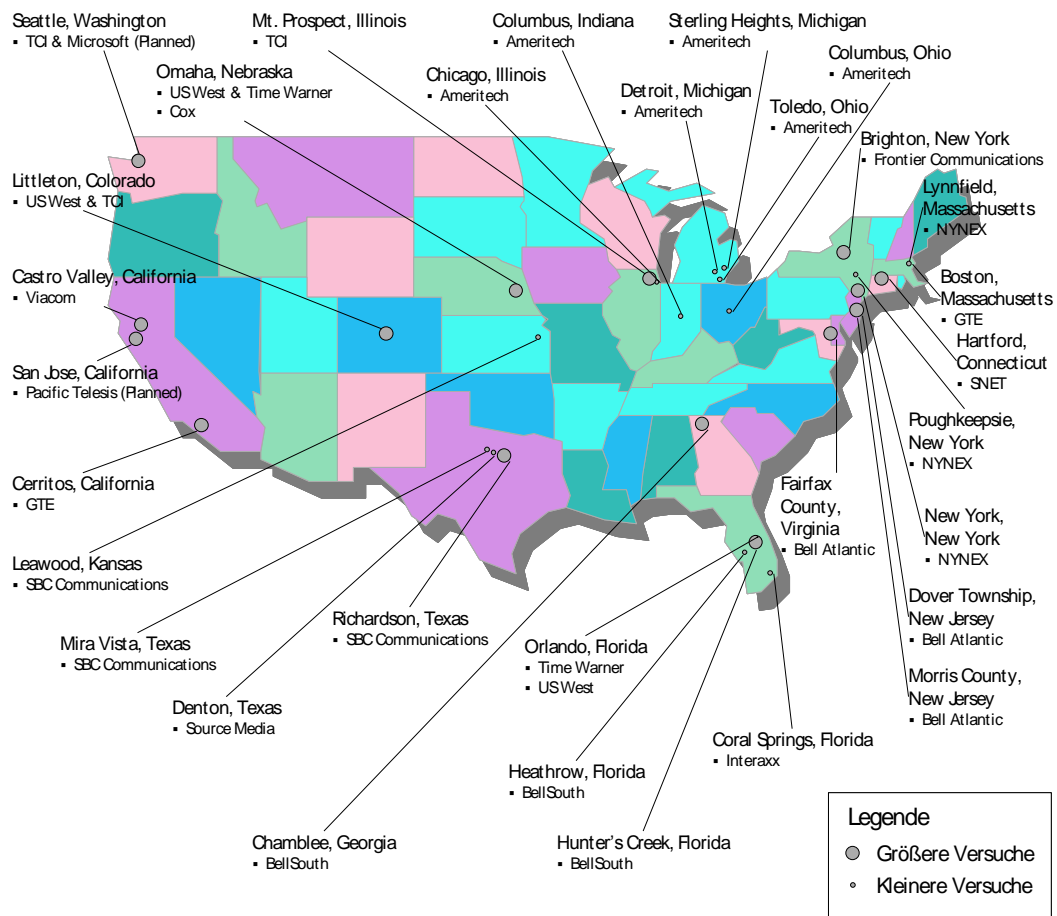 Seattle, Washington
▪ TCI & Microsoft (Planned)
Mt. Prospect, Illinois
▪ TCI
Columbus, Indiana
▪ Ameritech
Sterling Heights, Michigan
▪ Ameritech
Columbus, Ohio
▪ Ameritech
Omaha, Nebraska
▪ US West & Time Warner
▪ Cox
Chicago, Illinois
▪ Ameritech
Detroit, Michigan
▪ Ameritech
Toledo, Ohio
▪ Ameritech
Brighton, New York
▪ Frontier Communications
Littleton, Colorado
▪ US West & TCI
Lynnfield,
Massachusetts
▪ NYNEX
Castro Valley, California
▪ Viacom
Boston,
Massachusetts
▪ GTE
Hartford,
Connecticut
▪ SNET
San Jose, California
▪ Pacific Telesis (Planned)
Poughkeepsie,
New York
▪ NYNEX
Cerritos, California
▪ GTE
Fairfax
County,
Virginia
▪ Bell Atlantic
New York,
New York
▪ NYNEX
Leawood, Kansas
▪ SBC Communications
Dover Township,
New Jersey
▪ Bell Atlantic
Mira Vista, Texas
▪ SBC Communications
Richardson, Texas
▪ SBC Communications
Orlando, Florida
▪ Time Warner
▪ US West
Morris County,
New Jersey
▪ Bell Atlantic
Denton, Texas
▪ Source Media
Coral Springs, Florida
▪ Interaxx
Heathrow, Florida
▪ BellSouth
Chamblee, Georgia
▪ BellSouth
Hunter's Creek, Florida
▪ BellSouth
Legende
Größere Versuche
Kleinere Versuche